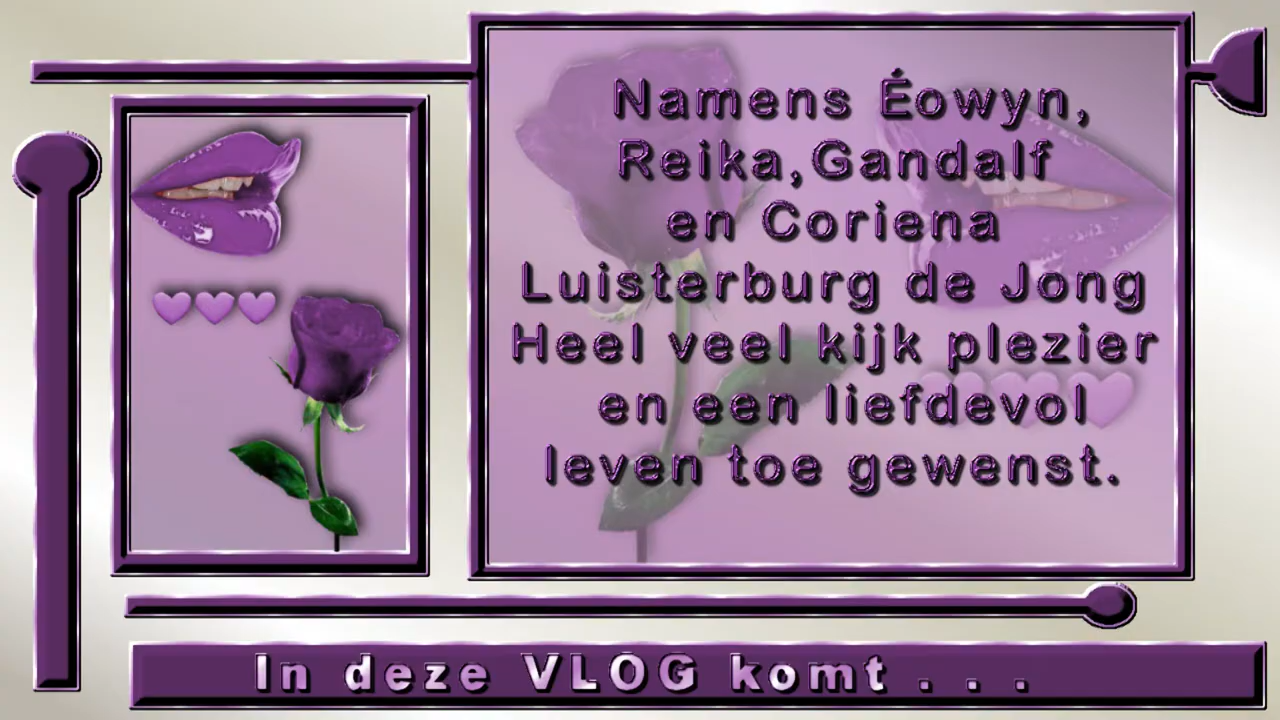 Namens Éowyn,
Reika,Gandalf
en Coriena
Luisterburg de Jong
Heel veel kijk plezier
en een liefdevol
leven toe gewenst.
In deze VLOG komt . . .